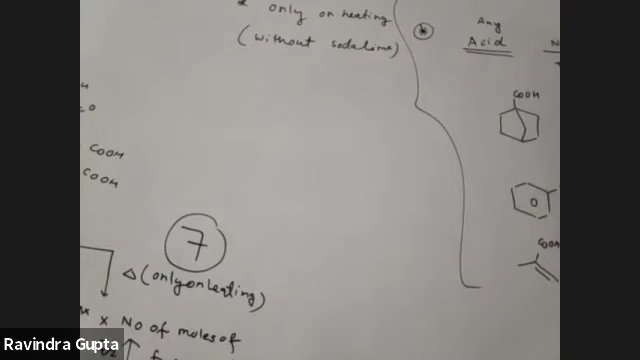 * only on heating
(without sodalime)
*
Any
Acid
N
COOH
COOH
COOH
7
Δ (only on heating)
x No of moles of
O
COOH
Ravindra Gupta